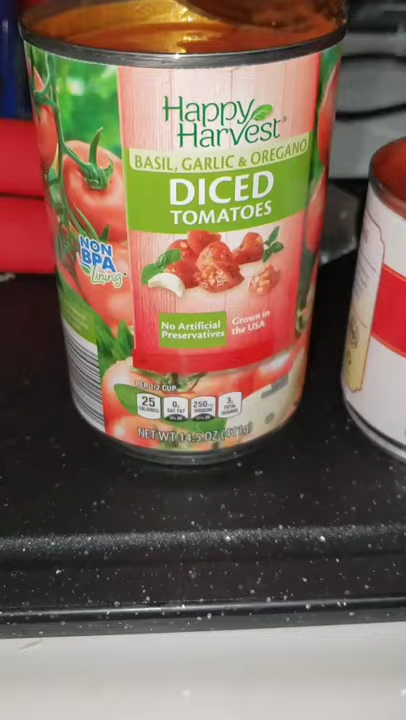 Happy
Harvest
BASIL, GARLIC & OREGANO
DICED
TOMATOES
NON
BPA
Lining
No Artificial
Preservatives
Grown in
the USA
PER 1/2 CUP
25
CALORIES
0g
SAT FAT
250mg
SODIUM
3g
TOTAL
SUGARS
NET WT 14.5 OZ (411g)